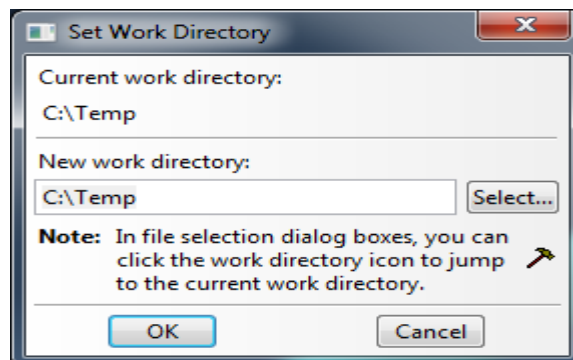 Set Work Directory
Current work directory:
C:\Temp
New work directory:
C:\Temp
Select...
Note: In file selection dialog boxes, you can
click the work directory icon to jump
to the current work directory.
OK
Cancel